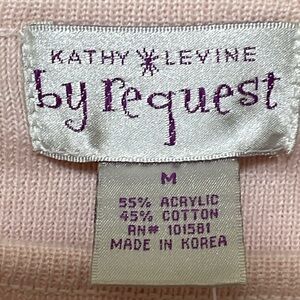 KATHY LEVINE
by request
M
55% ACRYLIC
45% COTTON
RN# 101581
MADE IN KOREA